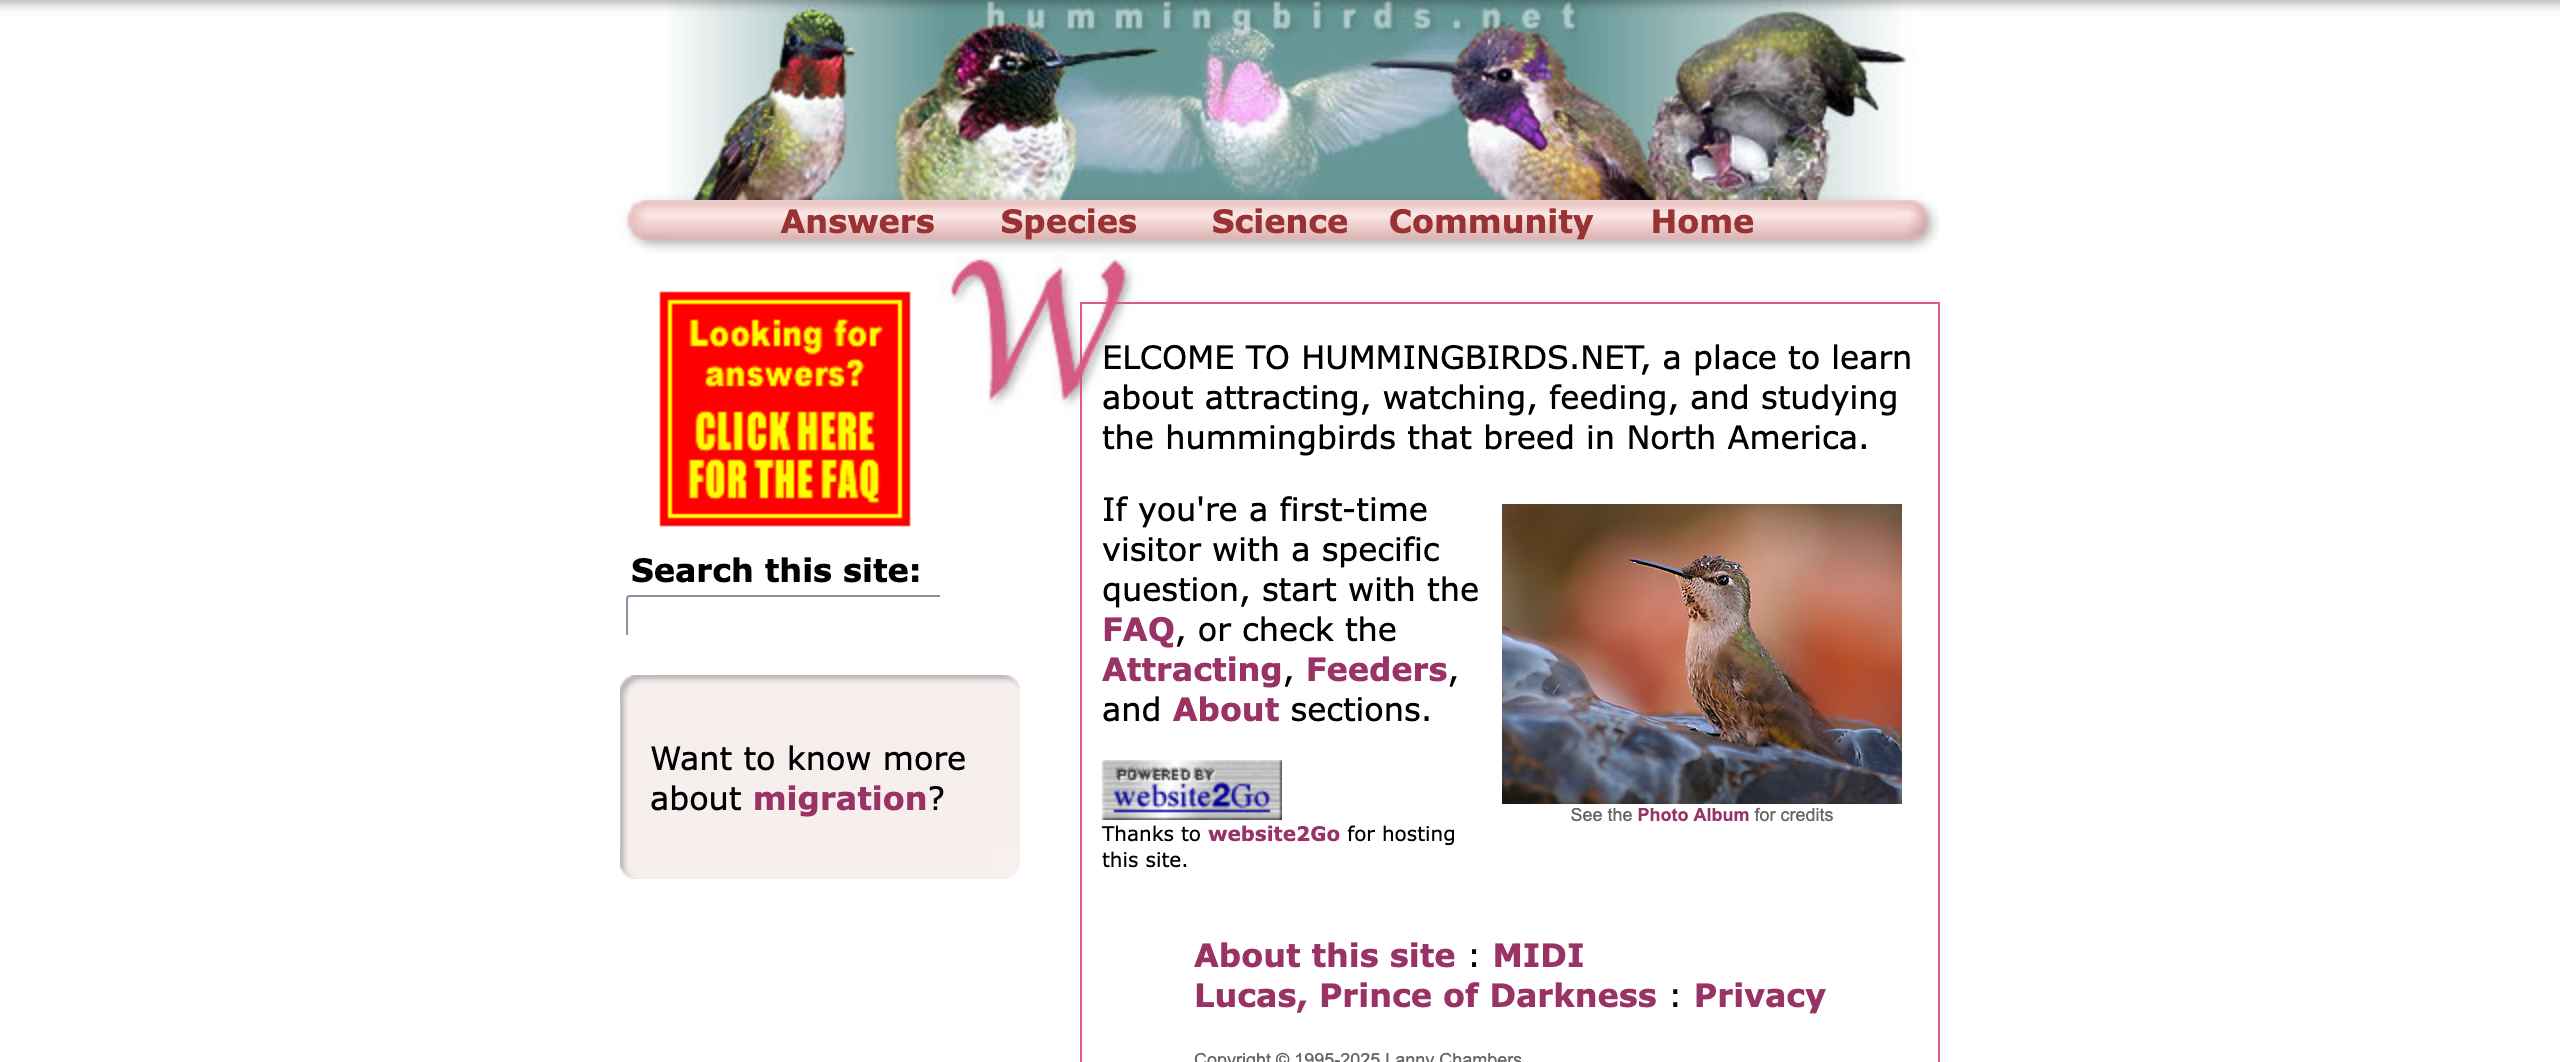 hummingbirds.net
Answers Species Science Community Home
Looking for
answers?
CLICK HERE
FOR THE FAQ
Search this site:
Want to know more
about migration?
WELCOME TO HUMMINGBIRDS.NET, a place to learn
about attracting, watching, feeding, and studying
the hummingbirds that breed in North America.
If you're a first-time
visitor with a specific
question, start with the
FAQ, or check the
Attracting, Feeders,
and About sections.
POWERED BY
website2Go
Thanks to website2Go for hosting
this site.
See the Photo Album for credits
About this site : MIDI
Lucas, Prince of Darkness : Privacy
Copyright © 1995-2025 Lanny Chambers